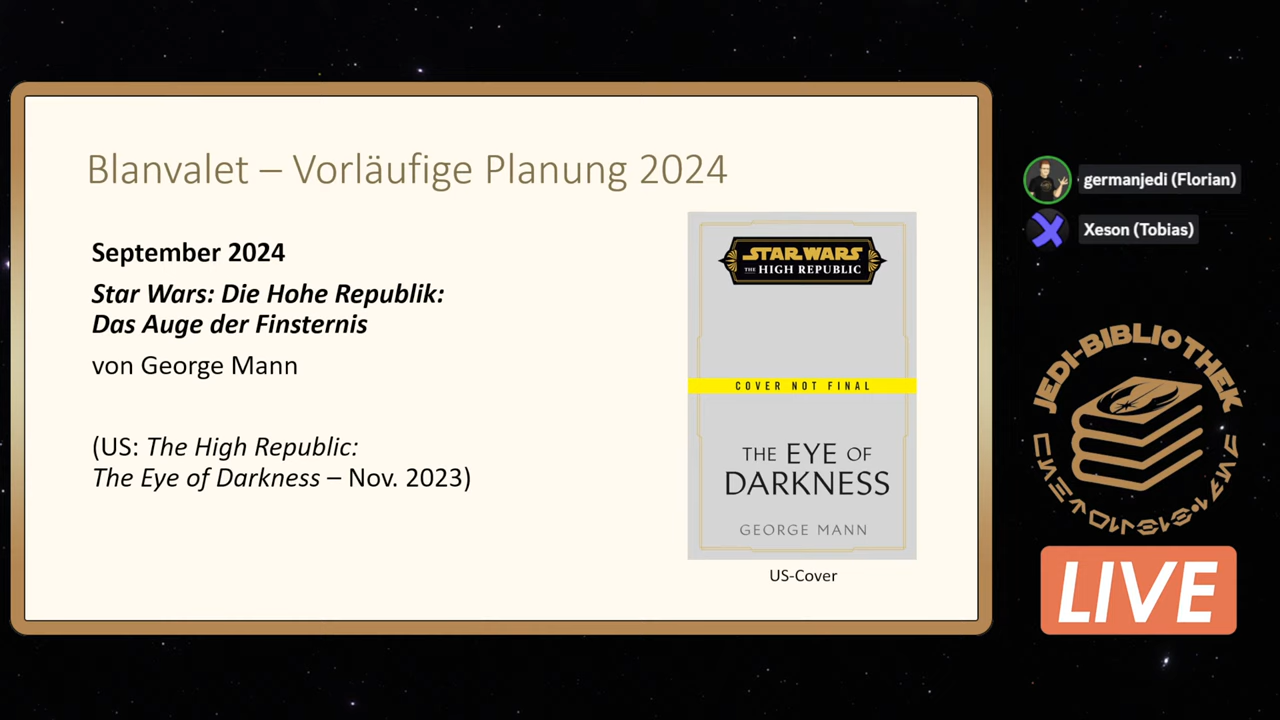 Blanvalet – Vorläufige Planung 2024
September 2024
Star Wars: Die Hohe Republik:
Das Auge der Finsternis
von George Mann
(US: The High Republic:
The Eye of Darkness – Nov. 2023)
STAR WARS
THE HIGH REPUBLIC
COVER NOT FINAL
THE EYE OF
DARKNESS
GEORGE MANN
US-Cover
germanjedi (Florian)
Xeson (Tobias)
JEDI-BIBLIOTHEK
LIVE